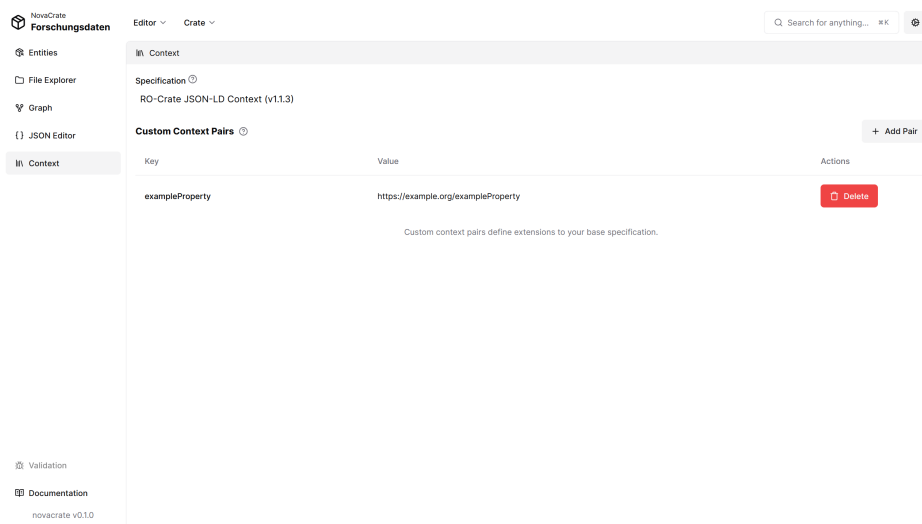 NovaCrate
Forschungsdaten
Editor
Crate
Search for anything... ⌘K
Entities
File Explorer
Graph
{} JSON Editor
Context
Context
Specification
RO-Crate JSON-LD Context (v1.1.3)
Custom Context Pairs
+ Add Pair
Key Value Actions
exampleProperty https://example.org/exampleProperty Delete
Custom context pairs define extensions to your base specification.
Validation
Documentation
novacrate v0.1.0